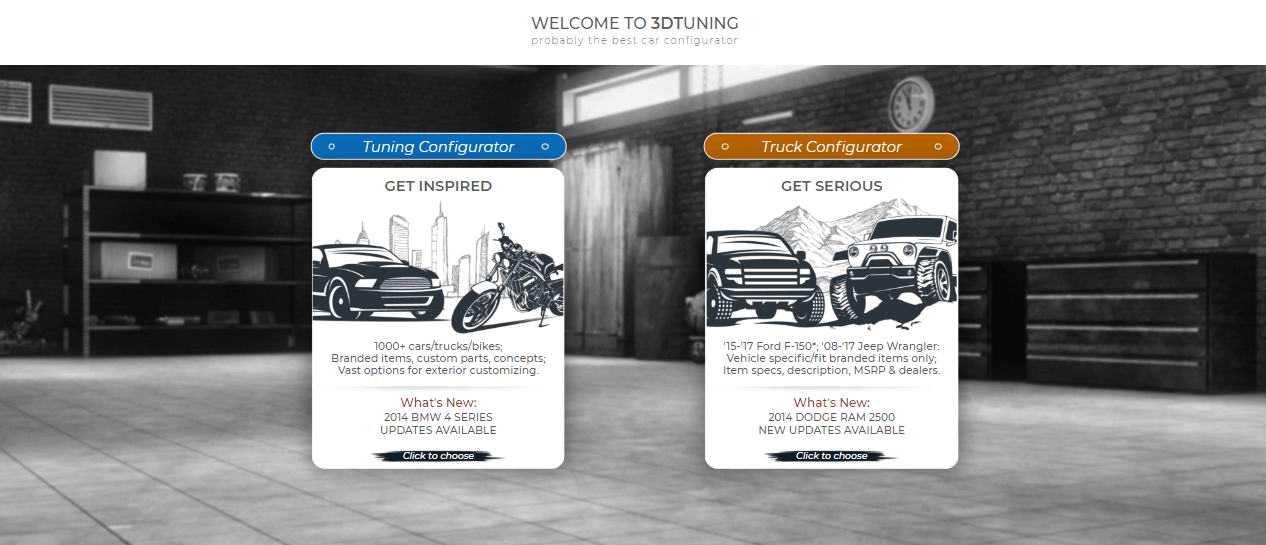 WELCOME TO 3DTUNING
probably the best car configurator
Tuning Configurator
GET INSPIRED
1000+ cars/trucks/bikes;
Branded items, custom parts, concepts;
Vast options for exterior customizing.
What's New:
2014 BMW 4 SERIES
UPDATES AVAILABLE
Click to choose
Truck Configurator
GET SERIOUS
'15-'17 Ford F-150*; '08-'17 Jeep Wrangler:
Vehicle specific/fit branded items only;
Item specs, description, MSRP & dealers.
What's New:
2014 DODGE RAM 2500
NEW UPDATES AVAILABLE
Click to choose